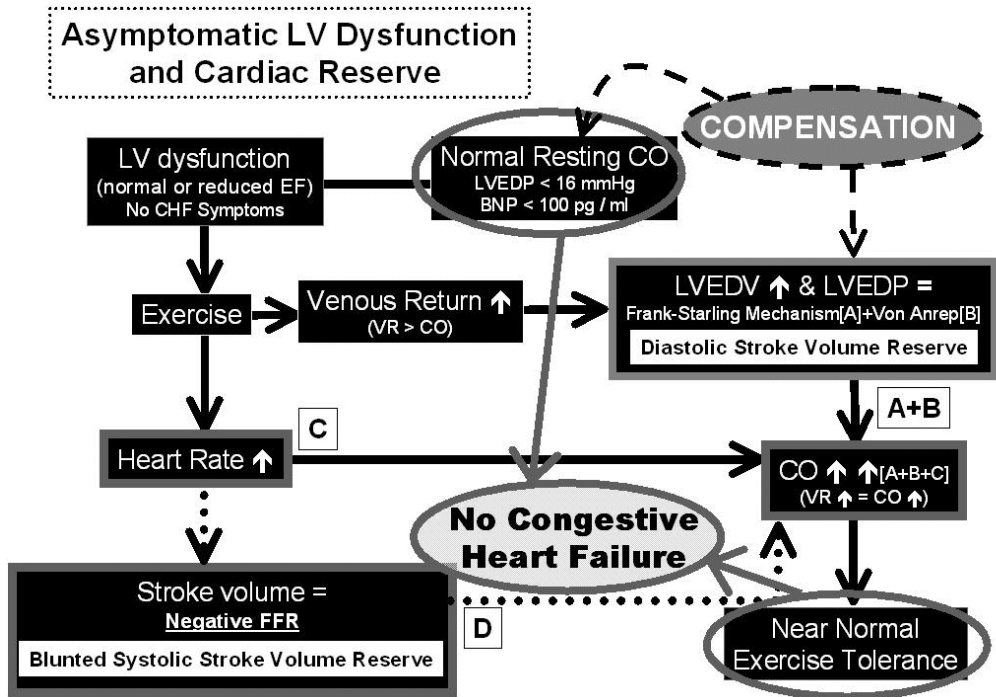 Asymptomatic LV Dysfunction
and Cardiac Reserve
COMPENSATION
LV dysfunction
(normal or reduced EF)
No CHF Symptoms
Normal Resting CO
LVEDP < 16 mmHg
BNP < 100 pg / ml
Exercise
Venous Return ↑
(VR > CO)
LVEDV ↑ & LVEDP =
Frank-Starling Mechanism[A]+Von Anrep[B]
Diastolic Stroke Volume Reserve
A+B
C
Heart Rate ↑
CO ↑ ↑[A+B+C]
(VR ↑ = CO ↑)
No Congestive
Heart Failure
Stroke volume =
Negative FFR
Blunted Systolic Stroke Volume Reserve
D
Near Normal
Exercise Tolerance